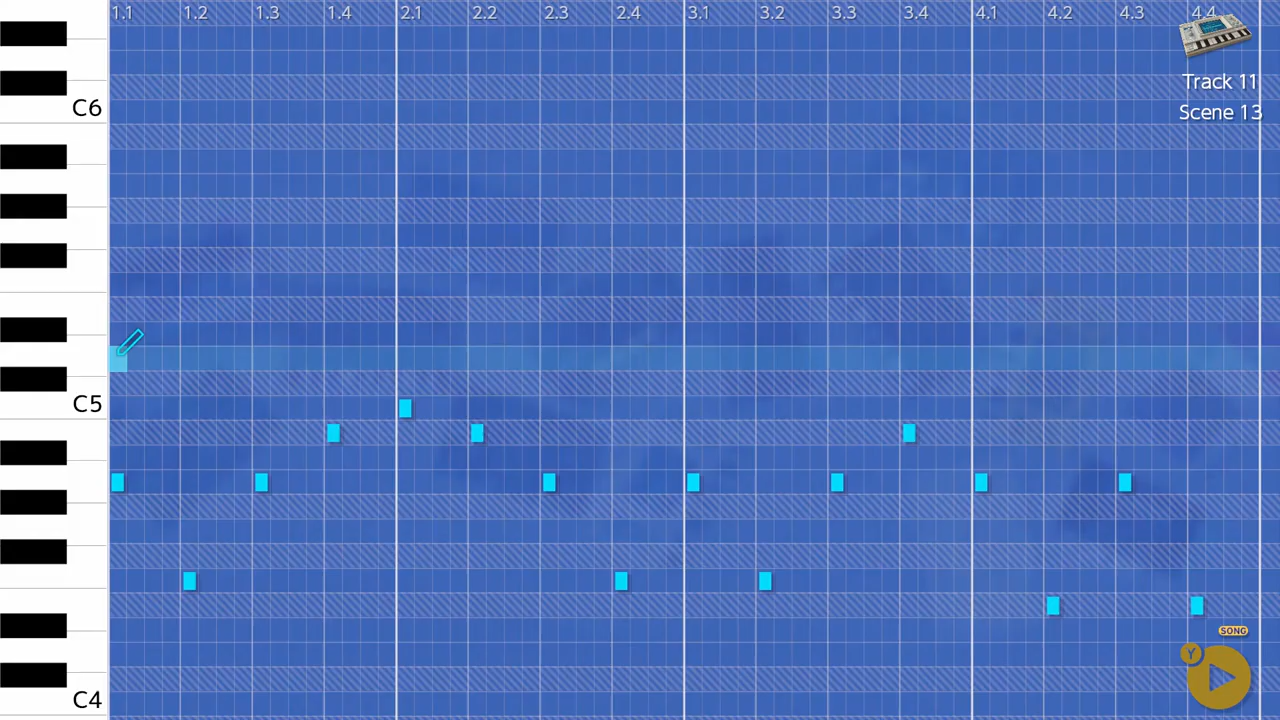 1.1 1.2 1.3 1.4 2.1 2.2 2.3 2.4 3.1 3.2 3.3 3.4 4.1 4.2 4.3 4.4
Track 11
C6
Scene 13
C5
SONG
Y
C4